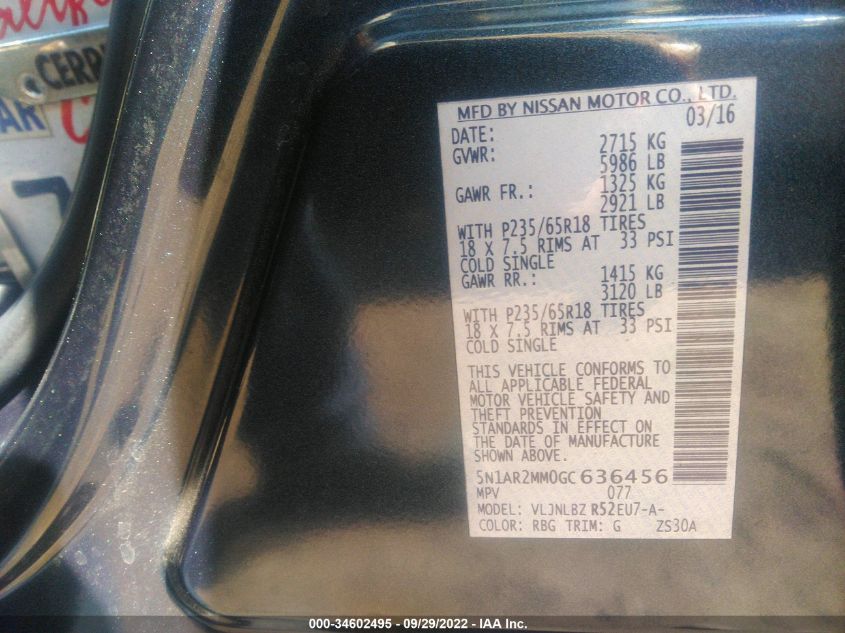 CERRI
AR
MFD BY NISSAN MOTOR CO., LTD.
DATE: 03/16
GVWR: 2715 KG
5986 LB
GAWR FR.: 1325 KG
2921 LB
WITH P235/65R18 TIRES
18 X 7.5 RIMS AT 33 PSI
COLD SINGLE
GAWR RR.: 1415 KG
3120 LB
WITH P235/65R18 TIRES
18 X 7.5 RIMS AT 33 PSI
COLD SINGLE
THIS VEHICLE CONFORMS TO
ALL APPLICABLE FEDERAL
MOTOR VEHICLE SAFETY AND
THEFT PREVENTION
STANDARDS IN EFFECT ON
THE DATE OF MANUFACTURE
SHOWN ABOVE.
5N1AR2MM0GC636456
MPV 077
MODEL: VLJNLBZ R52EU7-A-
COLOR: RBG TRIM: G ZS30A
000-34602495 - 09/29/2022 - IAA Inc.